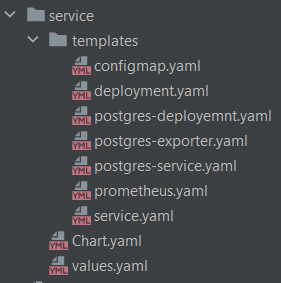 service
templates
configmap.yaml
deployment.yaml
postgres-deployemnt.yaml
postgres-exporter.yaml
postgres-service.yaml
prometheus.yaml
service.yaml
Chart.yaml
values.yaml